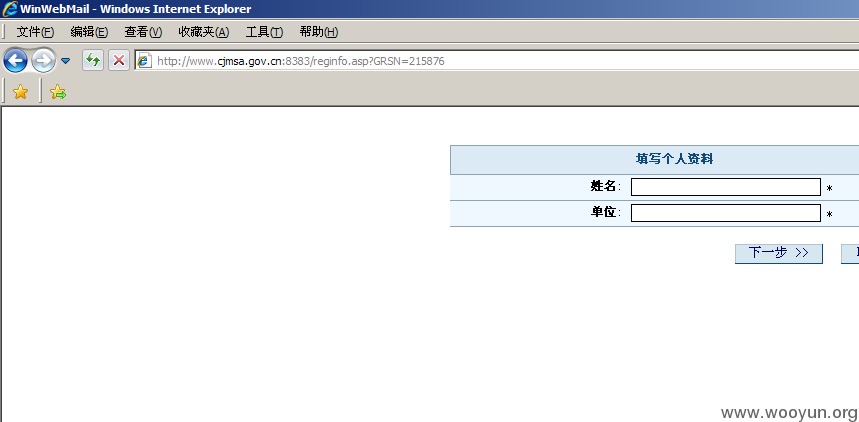 WinWebMail - Windows Internet Explorer
文件(F) 编辑(E) 查看(V) 收藏夹(A) 工具(T) 帮助(H)
http://www.cjmsa.gov.cn:8383/reginfo.asp?GRSN=215876
填写个人资料
姓名: *
单位: *
下一步 >>
www.wooyun.org